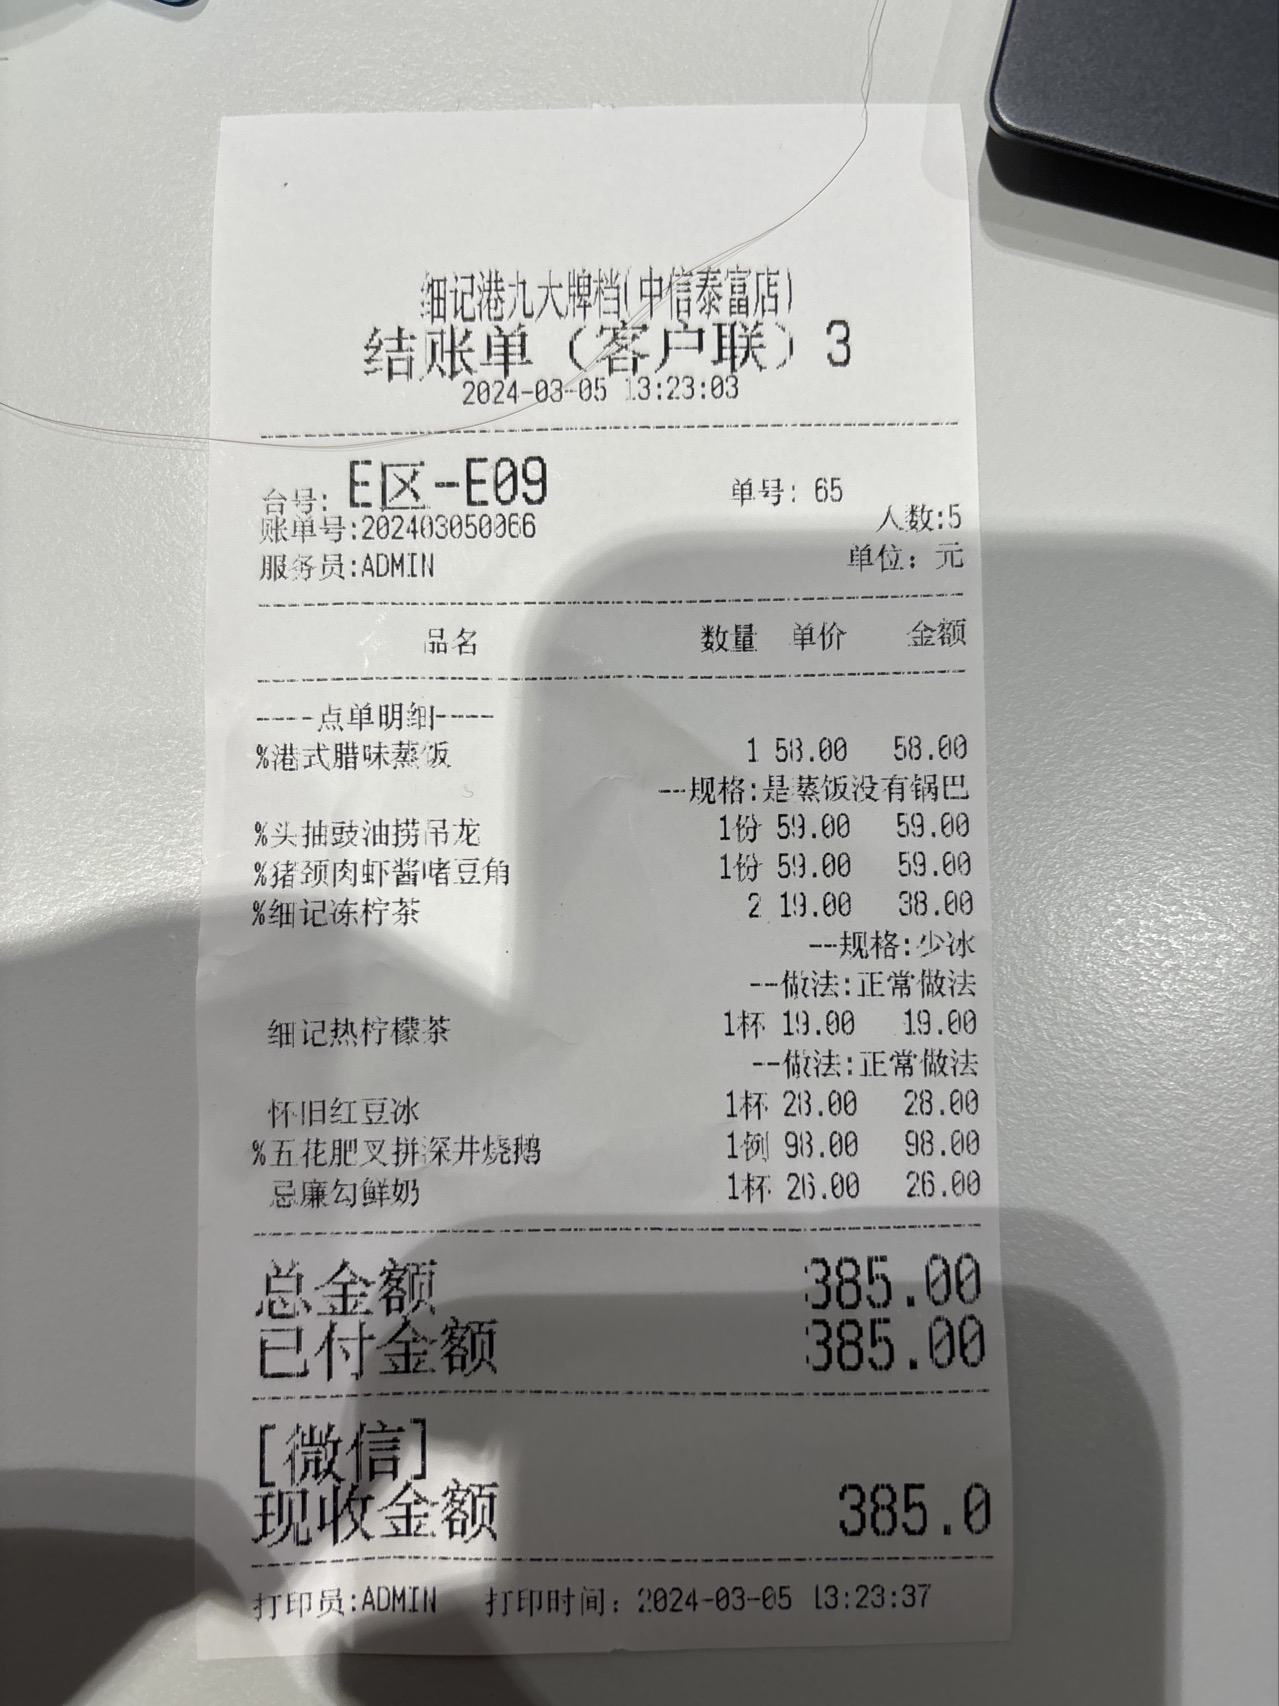 细记港九大牌档(中信泰富店)
结账单（客户联）3
2024-03-05 13:23:03
台号: E区-E09 单号: 65
账单号:202403050066 人数:5
服务员:ADMIN 单位: 元
品名 数量 单价 金额
----点单明细----
%港式腊味蒸饭 1 58.00 58.00
--规格:是蒸饭没有锅巴
%头抽豉油捞吊龙 1份 59.00 59.00
%猪颈肉虾酱啫豆角 1份 59.00 59.00
%细记冻柠茶 2 19.00 38.00
--规格:少冰
--做法:正常做法
细记热柠檬茶 1杯 19.00 19.00
--做法:正常做法
怀旧红豆冰 1杯 28.00 28.00
%五花肥叉拼深井烧鹅 1例 98.00 98.00
忌廉勾鲜奶 1杯 26.00 26.00
总金额 385.00
已付金额 385.00
[微信]
现收金额 385.0
打印员:ADMIN 打印时间: 2024-03-05 13:23:37